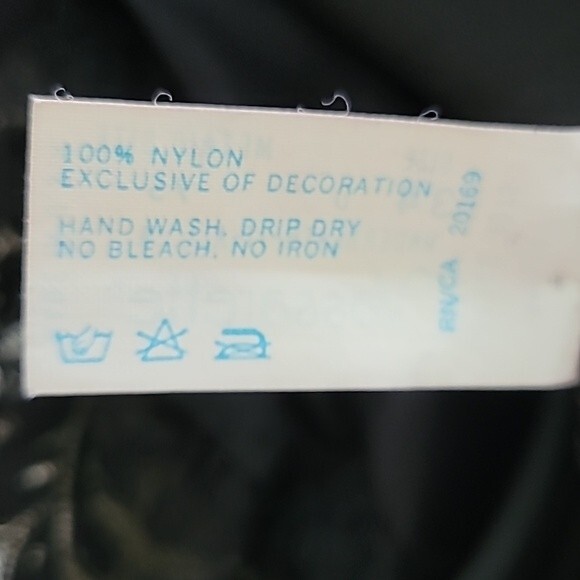 100% NYLON
EXCLUSIVE OF DECORATION
HAND WASH. DRIP DRY
NO BLEACH. NO IRON
RN/CA 20169